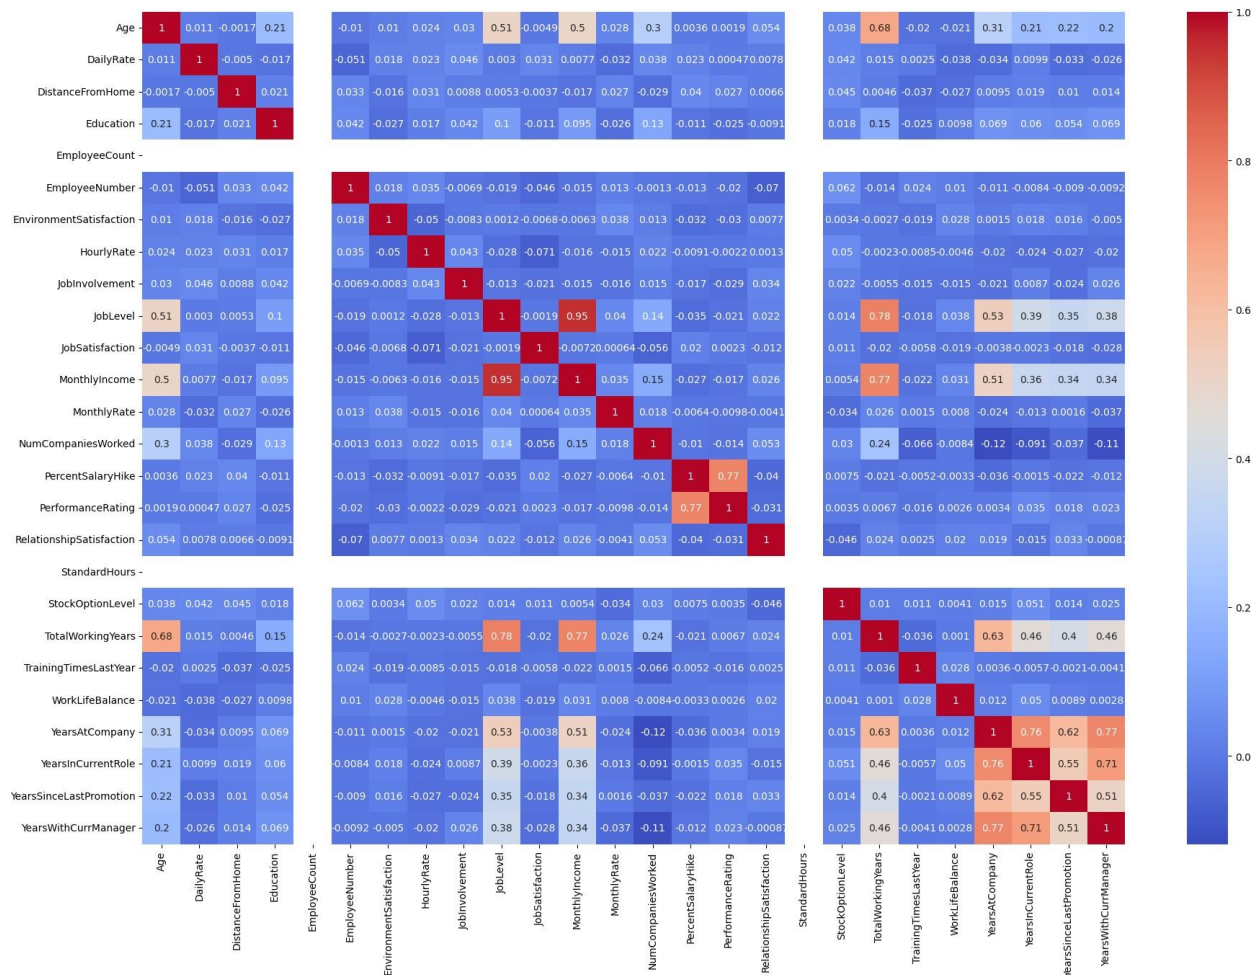 Age 1 0.011 -0.0017 0.21 -0.01 0.01 0.024 0.03 0.51 -0.0049 0.5 0.028 0.3 0.0036 0.0019 0.054 0.038 0.68 -0.02 -0.021 0.31 0.21 0.22 0.2
DailyRate 0.011 1 -0.005 -0.017 -0.051 0.018 0.023 0.046 0.003 0.031 0.0077 -0.032 0.038 0.023 0.00047 0.0078 0.042 0.015 0.0025 -0.038 -0.034 0.0099 -0.033 -0.026
DistanceFromHome -0.0017 -0.005 1 0.021 0.033 -0.016 0.031 0.0088 0.0053 -0.0037 -0.017 0.027 -0.029 0.04 0.027 0.0066 0.045 0.0046 -0.037 -0.027 0.0095 0.019 0.01 0.014
Education 0.21 -0.017 0.021 1 0.042 -0.027 0.017 0.042 0.1 -0.011 0.095 -0.026 0.13 -0.011 -0.025 -0.0091 0.018 0.15 -0.025 0.0098 0.069 0.06 0.054 0.069
EmployeeCount
EmployeeNumber -0.01 -0.051 0.033 0.042 1 0.018 0.035 -0.0069 -0.019 -0.046 -0.015 0.013 -0.0013 -0.013 -0.02 -0.07 0.062 -0.014 0.024 0.01 -0.011 -0.0084 -0.009 -0.0092
EnvironmentSatisfaction 0.01 0.018 -0.016 -0.027 0.018 1 -0.05 -0.0083 0.0012 -0.0068 -0.0063 0.038 0.013 -0.032 -0.03 0.0077 0.0034 -0.0027 -0.019 0.028 0.0015 0.018 0.016 -0.005
HourlyRate 0.024 0.023 0.031 0.017 0.035 -0.05 1 0.043 -0.028 -0.071 -0.016 -0.015 0.022 -0.0091 -0.0022 0.0013 0.05 -0.0023 -0.0085 -0.0046 -0.02 -0.024 -0.027 -0.02
JobInvolvement 0.03 0.046 0.0088 0.042 -0.0069 -0.0083 0.043 1 -0.013 -0.021 -0.015 -0.016 0.015 -0.017 -0.029 0.034 0.022 -0.0055 -0.015 -0.015 -0.021 0.0087 -0.024 0.026
JobLevel 0.51 0.003 0.0053 0.1 -0.019 0.0012 -0.028 -0.013 1 -0.0019 0.95 0.04 0.14 -0.035 -0.021 0.022 0.014 0.78 -0.018 0.038 0.53 0.39 0.35 0.38
JobSatisfaction -0.0049 0.031 -0.0037 -0.011 -0.046 -0.0068 -0.071 -0.021 -0.0019 1 -0.0072 0.00064 -0.056 0.02 0.0023 -0.012 0.011 -0.02 -0.0058 -0.019 -0.0038 -0.0023 -0.018 -0.028
MonthlyIncome 0.5 0.0077 -0.017 0.095 -0.015 -0.0063 -0.016 -0.015 0.95 -0.0072 1 0.035 0.15 -0.027 -0.017 0.026 0.0054 0.77 -0.022 0.031 0.51 0.36 0.34 0.34
MonthlyRate 0.028 -0.032 0.027 -0.026 0.013 0.038 -0.015 -0.016 0.04 0.00064 0.035 1 0.018 -0.0064 -0.0098 -0.0041 -0.034 0.026 0.0015 0.008 -0.024 -0.013 0.0016 -0.037
NumCompaniesWorked 0.3 0.038 -0.029 0.13 -0.0013 0.013 0.022 0.015 0.14 -0.056 0.15 0.018 1 -0.01 -0.014 0.053 0.03 0.24 -0.066 -0.0084 -0.12 -0.091 -0.037 -0.11
PercentSalaryHike 0.0036 0.023 0.04 -0.011 -0.013 -0.032 -0.0091 -0.017 -0.035 0.02 -0.027 -0.0064 -0.01 1 0.77 -0.04 0.0075 -0.021 -0.0052 -0.0033 -0.036 -0.0015 -0.022 -0.012
PerformanceRating 0.0019 0.00047 0.027 -0.025 -0.02 -0.03 -0.0022 -0.029 -0.021 0.0023 -0.017 -0.0098 -0.014 0.77 1 -0.031 0.0035 0.0067 -0.016 0.0026 0.0034 0.035 0.018 0.023
RelationshipSatisfaction 0.054 0.0078 0.0066 -0.0091 -0.07 0.0077 0.0013 0.034 0.022 -0.012 0.026 -0.0041 0.053 -0.04 -0.031 1 -0.046 0.024 0.0025 0.02 0.019 -0.015 0.033 -0.00087
StandardHours
StockOptionLevel 0.038 0.042 0.045 0.018 0.062 0.0034 0.05 0.022 0.014 0.011 0.0054 -0.034 0.03 0.0075 0.0035 -0.046 1 0.01 0.011 0.0041 0.015 0.051 0.014 0.025
TotalWorkingYears 0.68 0.015 0.0046 0.15 -0.014 -0.0027 -0.0023 -0.0055 0.78 -0.02 0.77 0.026 0.24 -0.021 0.0067 0.024 0.01 1 -0.036 0.001 0.63 0.46 0.4 0.46
TrainingTimesLastYear -0.02 0.0025 -0.037 -0.025 0.024 -0.019 -0.0085 -0.015 -0.018 -0.0058 -0.022 0.0015 -0.066 -0.0052 -0.016 0.0025 0.011 -0.036 1 0.028 0.0036 -0.0057 -0.0021 -0.0041
WorkLifeBalance -0.021 -0.038 -0.027 0.0098 0.01 0.028 -0.0046 -0.015 0.038 -0.019 0.031 0.008 -0.0084 -0.0033 0.0026 0.02 0.0041 0.001 0.028 1 0.012 0.05 0.0089 0.0028
YearsAtCompany 0.31 -0.034 0.0095 0.069 -0.011 0.0015 -0.02 -0.021 0.53 -0.0038 0.51 -0.024 -0.12 -0.036 0.0034 0.019 0.015 0.63 0.0036 0.012 1 0.76 0.62 0.77
YearsInCurrentRole 0.21 0.0099 0.019 0.06 -0.0084 0.018 -0.024 0.0087 0.39 -0.0023 0.36 -0.013 -0.091 -0.0015 0.035 -0.015 0.051 0.46 -0.0057 0.05 0.76 1 0.55 0.71
YearsSinceLastPromotion 0.22 -0.033 0.01 0.054 -0.009 0.016 -0.027 -0.024 0.35 -0.018 0.34 0.0016 -0.037 -0.022 0.018 0.033 0.014 0.4 -0.0021 0.0089 0.62 0.55 1 0.51
YearsWithCurrManager 0.2 -0.026 0.014 0.069 -0.0092 -0.005 -0.02 0.026 0.38 -0.028 0.34 -0.037 -0.11 -0.012 0.023 -0.00087 0.025 0.46 -0.0041 0.0028 0.77 0.71 0.51 1
Age
DailyRate
DistanceFromHome
Education
EmployeeCount
EmployeeNumber
EnvironmentSatisfaction
HourlyRate
JobInvolvement
JobLevel
JobSatisfaction
MonthlyIncome
MonthlyRate
NumCompaniesWorked
PercentSalaryHike
PerformanceRating
RelationshipSatisfaction
StandardHours
StockOptionLevel
TotalWorkingYears
TrainingTimesLastYear
WorkLifeBalance
YearsAtCompany
YearsInCurrentRole
YearsSinceLastPromotion
YearsWithCurrManager
1.0
0.8
0.6
0.4
0.2
0.0